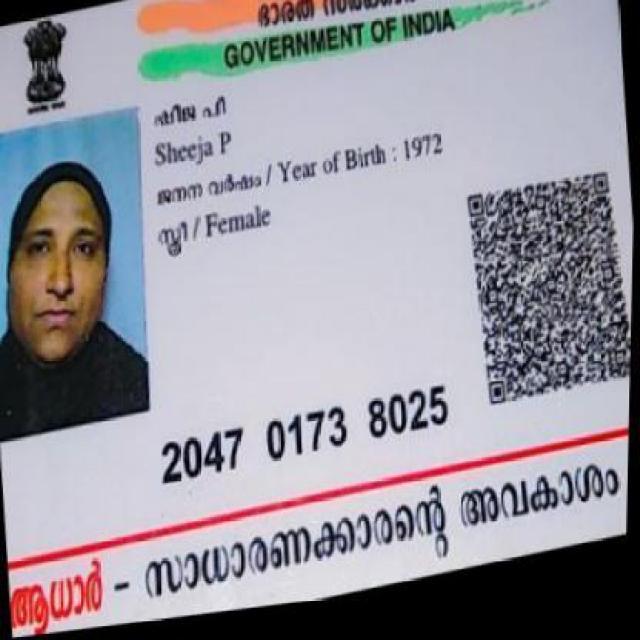 ഭാരത സർക്കാർ
GOVERNMENT OF INDIA
ഷീജ പി
Sheeja P
ജനന വർഷം / Year of Birth : 1972
സ്ത്രീ / Female
2047 0173 8025
ആധാർ - സാധാരണക്കാരന്റെ അവകാശം